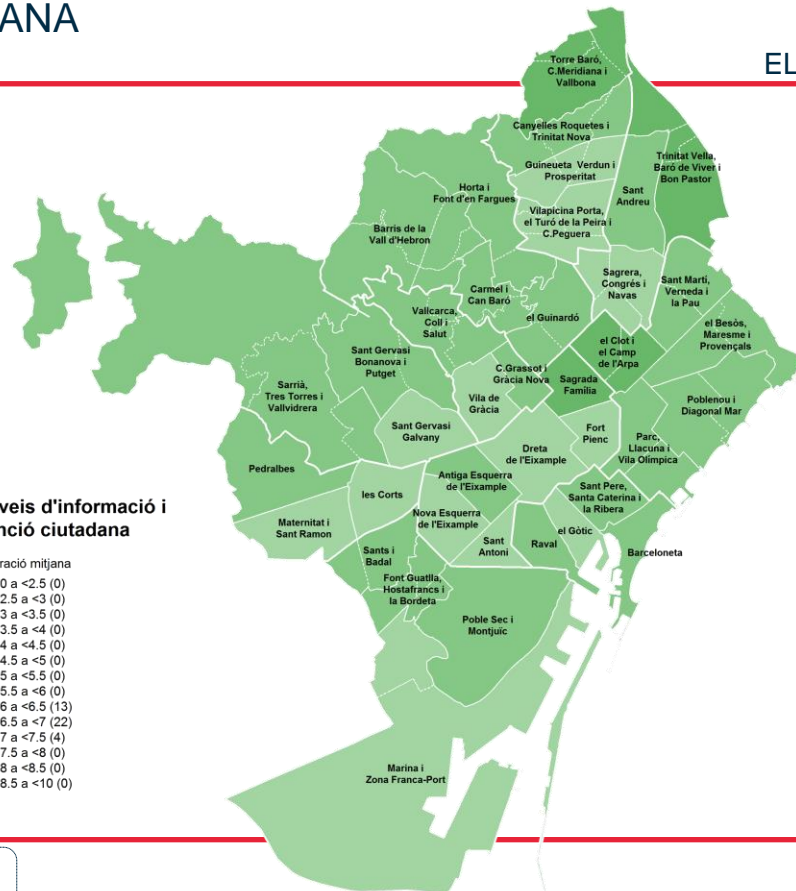 ANA
EL
Torre Baró,
C.Meridiana i
Vallbona
Canyelles Roquetes i
Trinitat Nova
Guineueta Verdun i
Prosperitat
Trinitat Vella,
Baró de Viver i
Bon Pastor
Sant
Andreu
Horta i
Font d'en Fargues
Vilapicina Porta,
el Turó de la Peira i
C.Peguera
Barris de la
Vall d'Hebron
Sagrera,
Congrés i
Navas
Sant Martí,
Verneda i
la Pau
Carmel i
Can Baró
Vallcarca,
Coll i
Salut
el Guinardó
el Besòs,
Maresme i
Provençals
el Clot i
el Camp
de l'Arpa
Sant Gervasi
Bonanova i
Putget
C.Grassot i
Gràcia Nova
Sagrada
Família
Sarrià,
Tres Torres i
Vallvidrera
Vila de
Gràcia
Poblenou i
Diagonal Mar
Sant Gervasi
Galvany
Fort
Pienc
Parc,
Llacuna i
Vila Olímpica
Dreta
de l'Eixample
Pedralbes
Antiga Esquerra
de l'Eixample
les Corts
Sant Pere,
Santa Caterina i
la Ribera
Nova Esquerra
de l'Eixample
Maternitat i
Sant Ramon
el Gòtic
Sant
Antoni
Raval
Barceloneta
Sants i
Badal
Font Guatlla,
Hostafrancs i
la Bordeta
Poble Sec i
Montjuïc
Marina i
Zona Franca-Port
veis d'informació i
nció ciutadana
ració mitjana
0 a <2.5 (0)
2.5 a <3 (0)
3 a <3.5 (0)
3.5 a <4 (0)
4 a <4.5 (0)
4.5 a <5 (0)
5 a <5.5 (0)
5.5 a <6 (0)
6 a <6.5 (13)
6.5 a <7 (22)
7 a <7.5 (4)
7.5 a <8 (0)
8 a <8.5 (0)
8.5 a <10 (0)